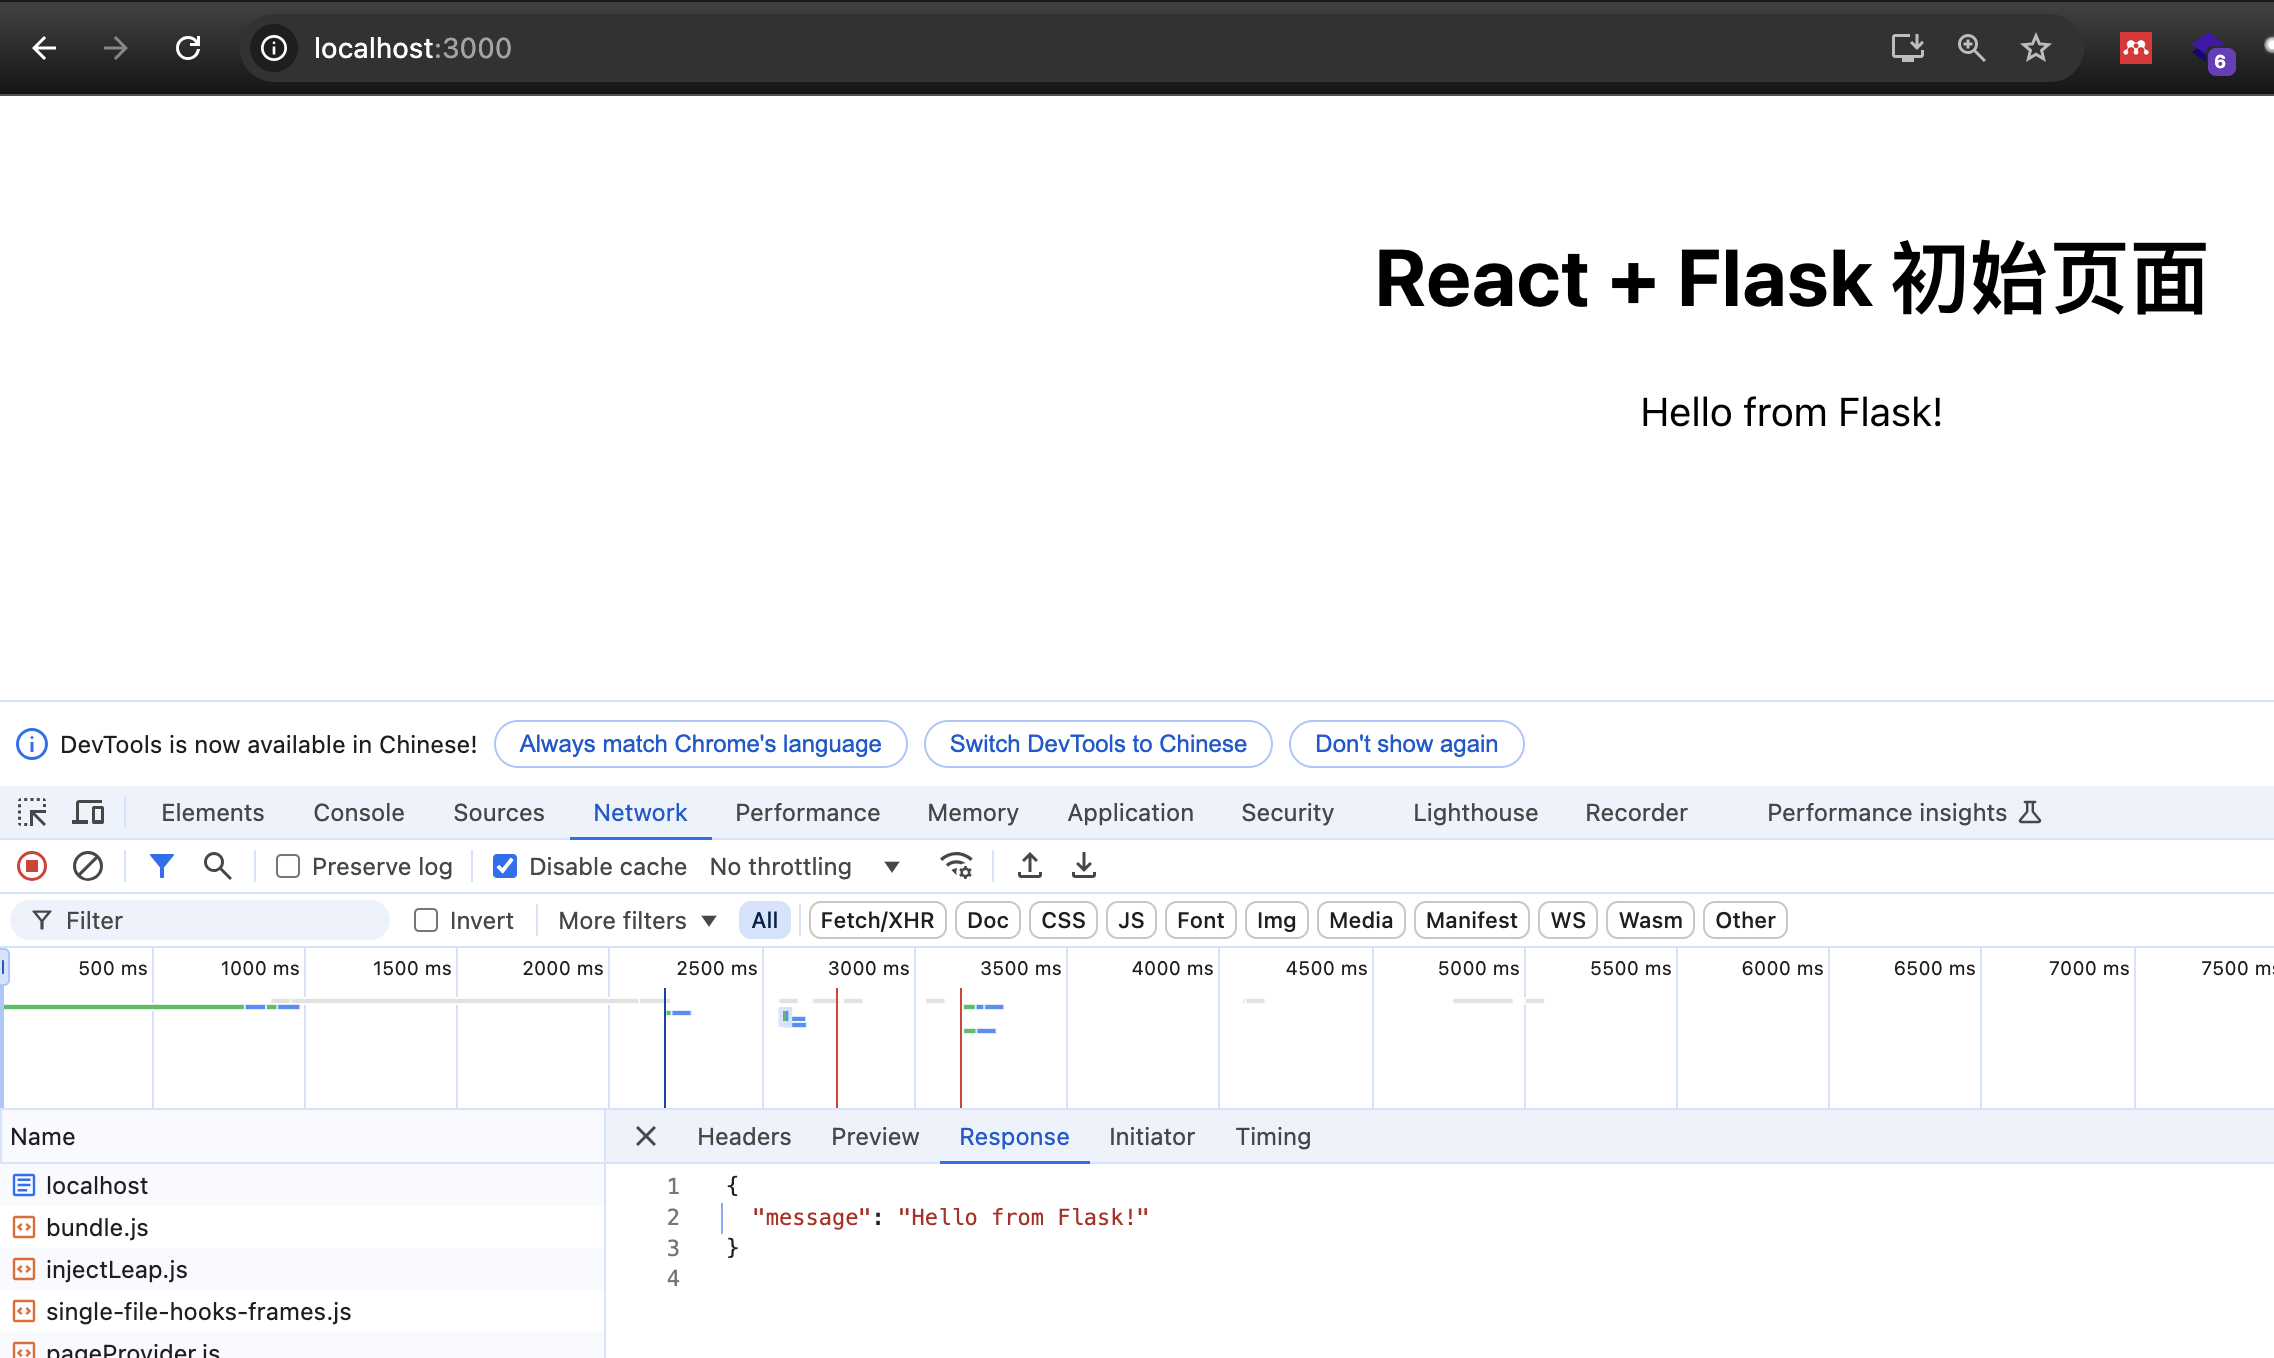 localhost:3000
6
React + Flask 初始页面
Hello from Flask!
DevTools is now available in Chinese! Always match Chrome's language Switch DevTools to Chinese Don't show again
Elements Console Sources Network Performance Memory Application Security Lighthouse Recorder Performance insights
Preserve log Disable cache No throttling
Filter Invert More filters All Fetch/XHR Doc CSS JS Font Img Media Manifest WS Wasm Other
500 ms 1000 ms 1500 ms 2000 ms 2500 ms 3000 ms 3500 ms 4000 ms 4500 ms 5000 ms 5500 ms 6000 ms 6500 ms 7000 ms 7500 ms
Name Headers Preview Response Initiator Timing
localhost
bundle.js
injectLeap.js
single-file-hooks-frames.js
pageProvider.js
1 {
2 "message": "Hello from Flask!"
3 }
4